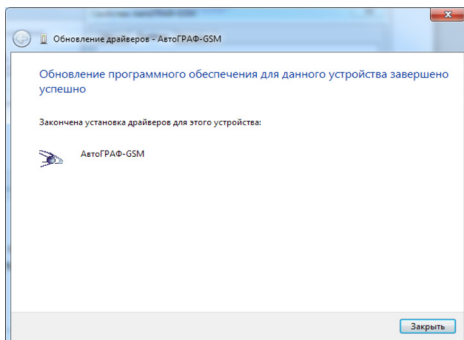 Обновление драйверов - АвтоГРАФ-GSM
Обновление программного обеспечения для данного устройства завершено
успешно
Закончена установка драйверов для этого устройства:
АвтоГРАФ-GSM
Закрыть